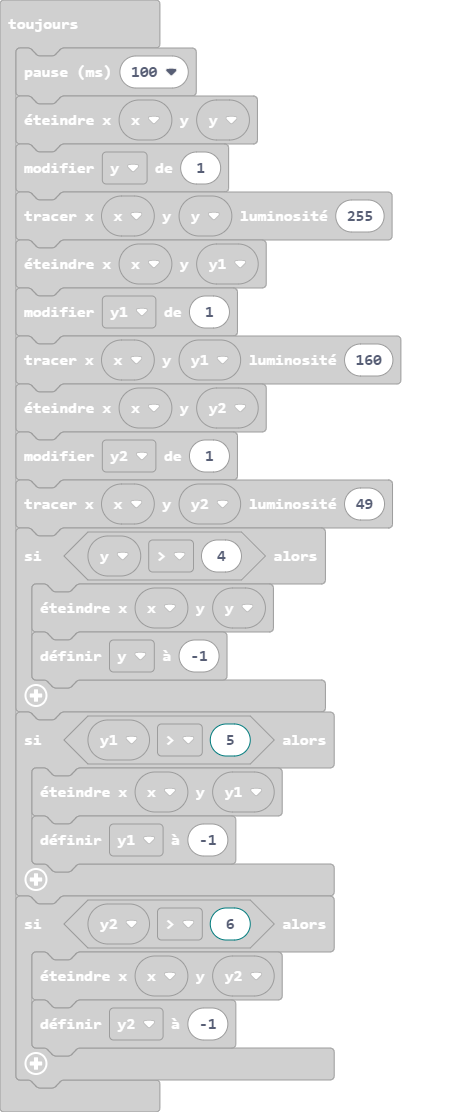 toujours
pause (ms) 100
éteindre x x y y
modifier y de 1
tracer x x y y luminosité 255
éteindre x x y y1
modifier y1 de 1
tracer x x y y1 luminosité 160
éteindre x x y y2
modifier y2 de 1
tracer x x y y2 luminosité 49
si y > 4 alors
éteindre x x y y
définir y à -1
si y1 > 5 alors
éteindre x x y y1
définir y1 à -1
si y2 > 6 alors
éteindre x x y y2
définir y2 à -1